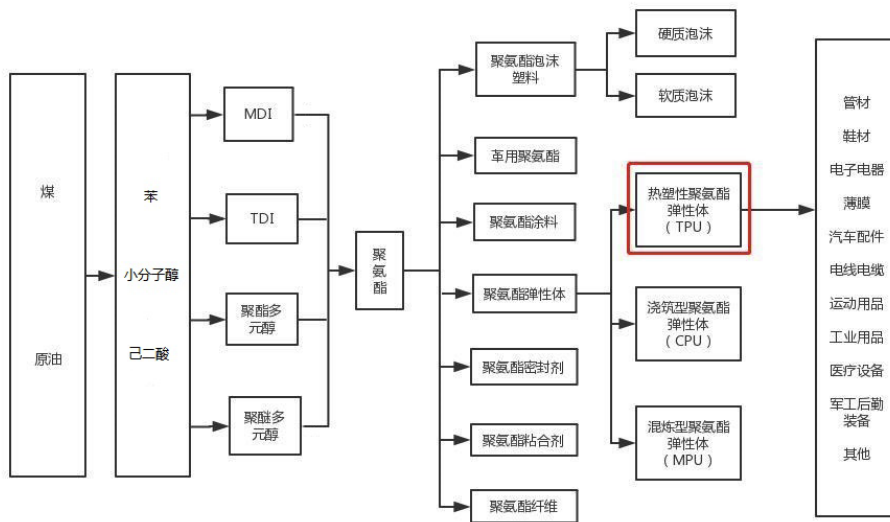 煤
原油
苯
小分子醇
己二酸
MDI
TDI
聚酯多
元醇
聚醚多
元醇
聚
氨
酯
聚氨酯泡沫
塑料
革用聚氨酯
聚氨酯涂料
聚氨酯弹性体
聚氨酯密封剂
聚氨酯粘合剂
聚氨酯纤维
硬质泡沫
软质泡沫
热塑性聚氨酯
弹性体
（TPU）
浇筑型聚氨酯
弹性体
（CPU）
混炼型聚氨酯
弹性体
（MPU）
管材
鞋材
电子电器
薄膜
汽车配件
电线电缆
运动用品
工业用品
医疗设备
军工后勤
装备
其他